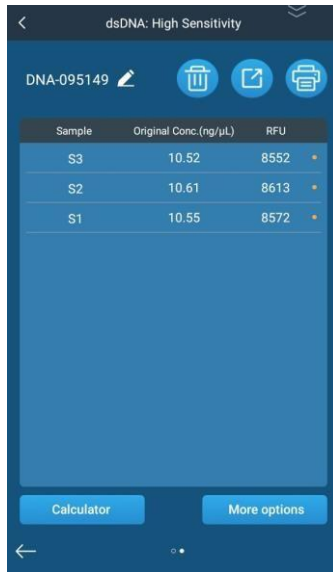 dsDNA: High Sensitivity
DNA-095149
Sample Original Conc.(ng/µL) RFU
S3 10.52 8552
S2 10.61 8613
S1 10.55 8572
Calculator More options